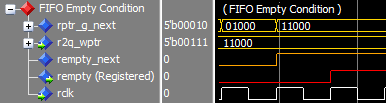 FIFO Empty Condition ( FIFO Empty Condition )
rptr_g_next 5'b00010 01000 11000
r2q_wptr 5'b00111 11000
rempty_next 0
rempty (Registered) 0
rclk 0